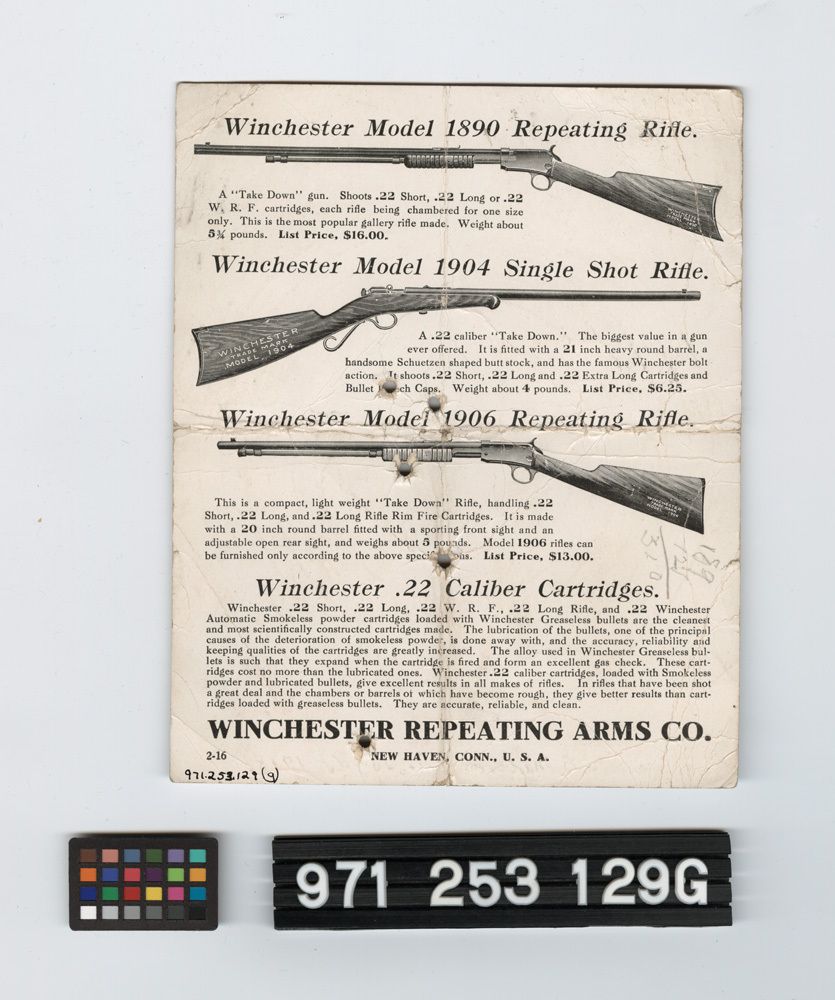 Winchester Model 1890 Repeating Rifle.
A "Take Down" gun. Shoots .22 Short, .22 Long or .22
W. R. F. cartridges, each rifle being chambered for one size
only. This is the most popular gallery rifle made. Weight about
5¾ pounds. List Price, $16.00.
Winchester Model 1904 Single Shot Rifle.
WINCHESTER
TRADE MARK
MODEL 1904
A .22 caliber "Take Down." The biggest value in a gun
ever offered. It is fitted with a 21 inch heavy round barrel, a
handsome Schuetzen shaped butt stock, and has the famous Winchester bolt
action. It shoots .22 Short, .22 Long and .22 Extra Long Cartridges and
Bullet Caps. Weight about 4 pounds. List Price, $6.25.
Winchester Model 1906 Repeating Rifle.
WINCHESTER
TRADE MARK
This is a compact, light weight "Take Down" Rifle, handling .22
Short, .22 Long, and .22 Long Rifle Rim Fire Cartridges. It is made
with a 20 inch round barrel fitted with a sporting front sight and an
adjustable open rear sight, and weighs about 5 pounds. Model 1906 rifles can
be furnished only according to the above List Price, $13.00.
Winchester .22 Caliber Cartridges.
Winchester .22 Short, .22 Long, .22 W. R. F., .22 Long Rifle, and .22 Winchester
Automatic Smokeless powder cartridges loaded with Winchester Greaseless bullets are the cleanest
and most scientifically constructed cartridges made. The lubrication of the bullets, one of the principal
causes of the deterioration of smokeless powder, is done away with, and the accuracy, reliability and
keeping qualities of the cartridges are greatly increased. The alloy used in Winchester Greaseless bul-
lets is such that they expand when the cartridge is fired and form an excellent gas check. These cart-
ridges cost no more than the lubricated ones. Winchester .22 caliber cartridges, loaded with Smokeless
powder and lubricated bullets, give excellent results in all makes of rifles. In rifles that have been shot
a great deal and the chambers or barrels of which have become rough, they give better results than cart-
ridges loaded with greaseless bullets. They are accurate, reliable, and clean.
WINCHESTER REPEATING ARMS CO.
2-16
NEW HAVEN, CONN., U. S. A.
971.253.129(g)
971 253 129G